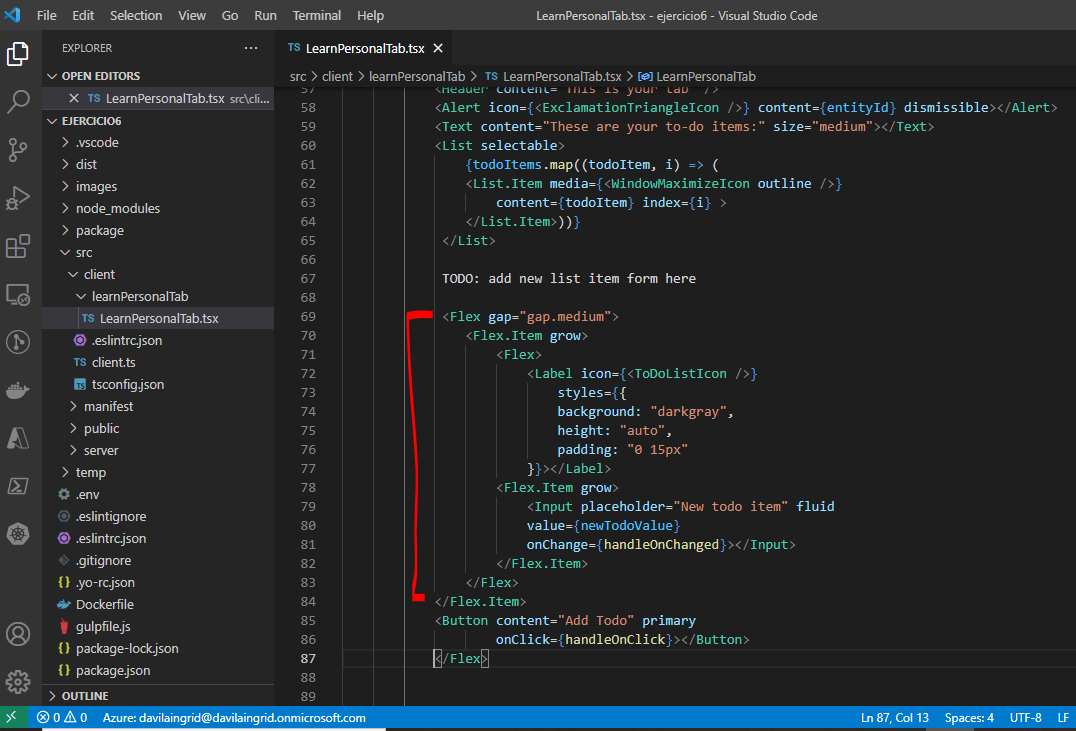 File Edit Selection View Go Run Terminal Help LearnPersonalTab.tsx - ejercicio6 - Visual Studio Code
EXPLORER ···
OPEN EDITORS
TS LearnPersonalTab.tsx src\cli...
EJERCICIO6
.vscode
dist
images
node_modules
package
src
client
learnPersonalTab
TS LearnPersonalTab.tsx
.eslintrc.json
TS client.ts
TS tsconfig.json
manifest
public
server
temp
.env
.eslintignore
.eslintrc.json
.gitignore
{} .yo-rc.json
Dockerfile
gulpfile.js
{} package-lock.json
{} package.json
OUTLINE
TS LearnPersonalTab.tsx
src > client > learnPersonalTab > TS LearnPersonalTab.tsx > LearnPersonalTab
57 <Header content="This is your tab" />
58 <Alert icon={<ExclamationTriangleIcon />} content={entityId} dismissible></Alert>
59 <Text content="These are your to-do items:" size="medium"></Text>
60 <List selectable>
61 {todoItems.map((todoItem, i) => (
62 <List.Item media={<WindowMaximizeIcon outline />}
63 content={todoItem} index={i} >
64 </List.Item>))}
65 </List>
66
67 TODO: add new list item form here
68
69 <Flex gap="gap.medium">
70 <Flex.Item grow>
71 <Flex>
72 <Label icon={<ToDoListIcon />}
73 styles={{
74 background: "darkgray",
75 height: "auto",
76 padding: "0 15px"
77 }}></Label>
78 <Flex.Item grow>
79 <Input placeholder="New todo item" fluid
80 value={newTodoValue}
81 onChange={handleOnChanged}></Input>
82 </Flex.Item>
83 </Flex>
84 </Flex.Item>
85 <Button content="Add Todo" primary
86 onClick={handleOnClick}></Button>
87 </Flex>
88
89
0 0 Azure: davilaingrid@davilaingrid.onmicrosoft.com Ln 87, Col 13 Spaces: 4 UTF-8 LF